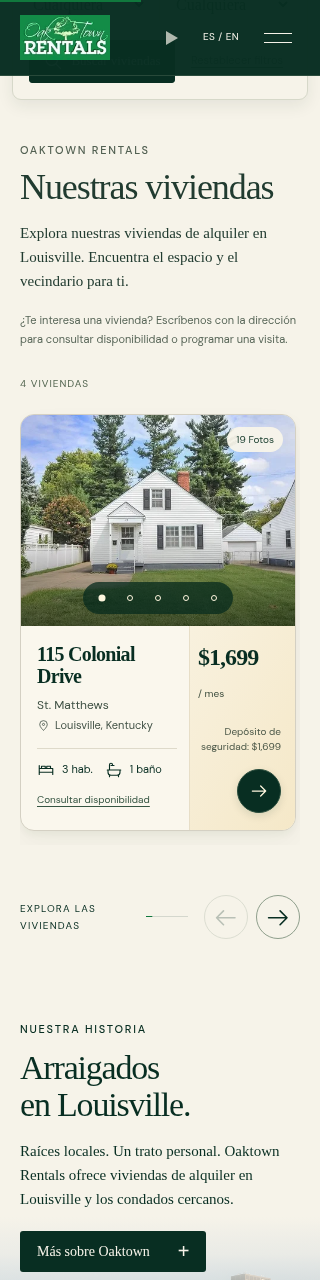 Oak Town
RENTALS
ES / EN
OAKTOWN RENTALS
Nuestras viviendas
Explora nuestras viviendas de alquiler en
Louisville. Encuentra el espacio y el
vecindario para ti.
¿Te interesa una vivienda? Escríbenos con la dirección
para consultar disponibilidad o programar una visita.
4 VIVIENDAS
19 Fotos
115 Colonial
Drive
St. Matthews
Louisville, Kentucky
3 hab. 1 baño
Consultar disponibilidad
$1,699
/ mes
Depósito de
seguridad: $1,699
EXPLORA LAS
VIVIENDAS
NUESTRA HISTORIA
Arraigados
en Louisville.
Raíces locales. Un trato personal. Oaktown
Rentals ofrece viviendas de alquiler en
Louisville y los condados cercanos.
Más sobre Oaktown +